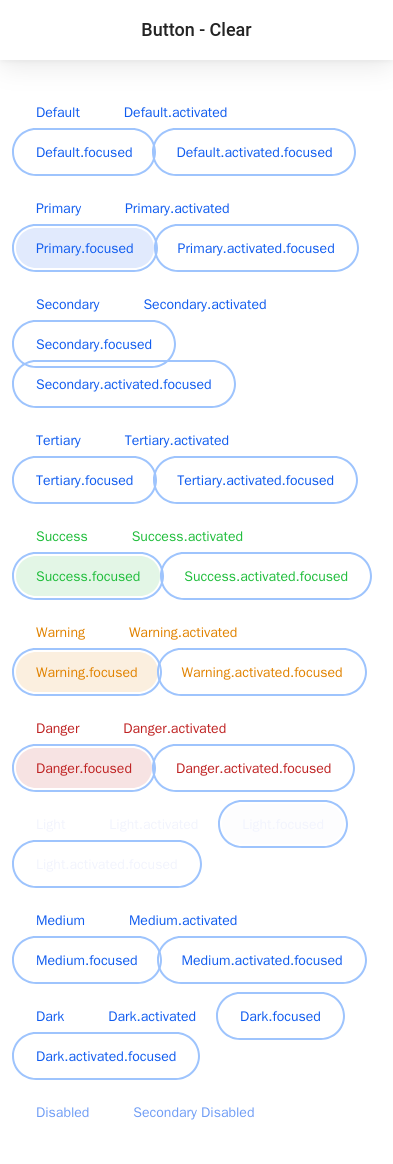 Button - Clear
Default Default.activated
Default.focused Default.activated.focused
Primary Primary.activated
Primary.focused Primary.activated.focused
Secondary Secondary.activated
Secondary.focused
Secondary.activated.focused
Tertiary Tertiary.activated
Tertiary.focused Tertiary.activated.focused
Success Success.activated
Success.focused Success.activated.focused
Warning Warning.activated
Warning.focused Warning.activated.focused
Danger Danger.activated
Danger.focused Danger.activated.focused
Light Light.activated Light.focused
Light.activated.focused
Medium Medium.activated
Medium.focused Medium.activated.focused
Dark Dark.activated Dark.focused
Dark.activated.focused
Disabled Secondary Disabled